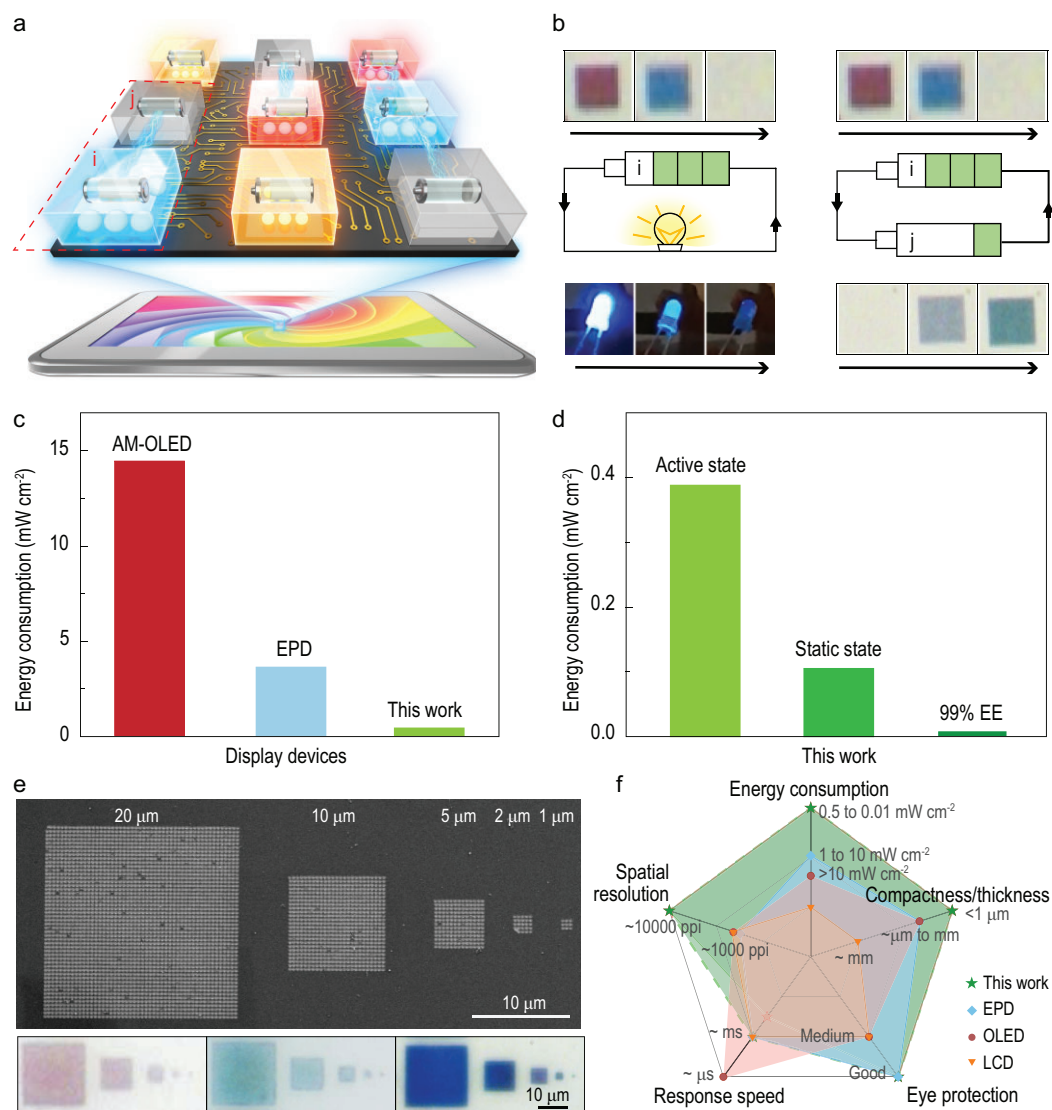 a
j
i
b
i
i
j
c
Energy consumption (mW cm-2)
15
10
5
0
AM-OLED
EPD
This work
Display devices
d
Energy consumption (mW cm-2)
0.4
0.2
0.0
Active state
Static state
99% EE
This work
e
20 μm
10 μm
5 μm
2 μm
1 μm
10 μm
10 μm
f
Energy consumption
0.5 to 0.01 mW cm-2
1 to 10 mW cm-2
>10 mW cm-2
Spatial
resolution
~10000 ppi
~1000 ppi
Compactness/thickness
<1 μm
~μm to mm
~ mm
This work
EPD
OLED
LCD
~ ms
Medium
~ μs
Good
Response speed
Eye protection